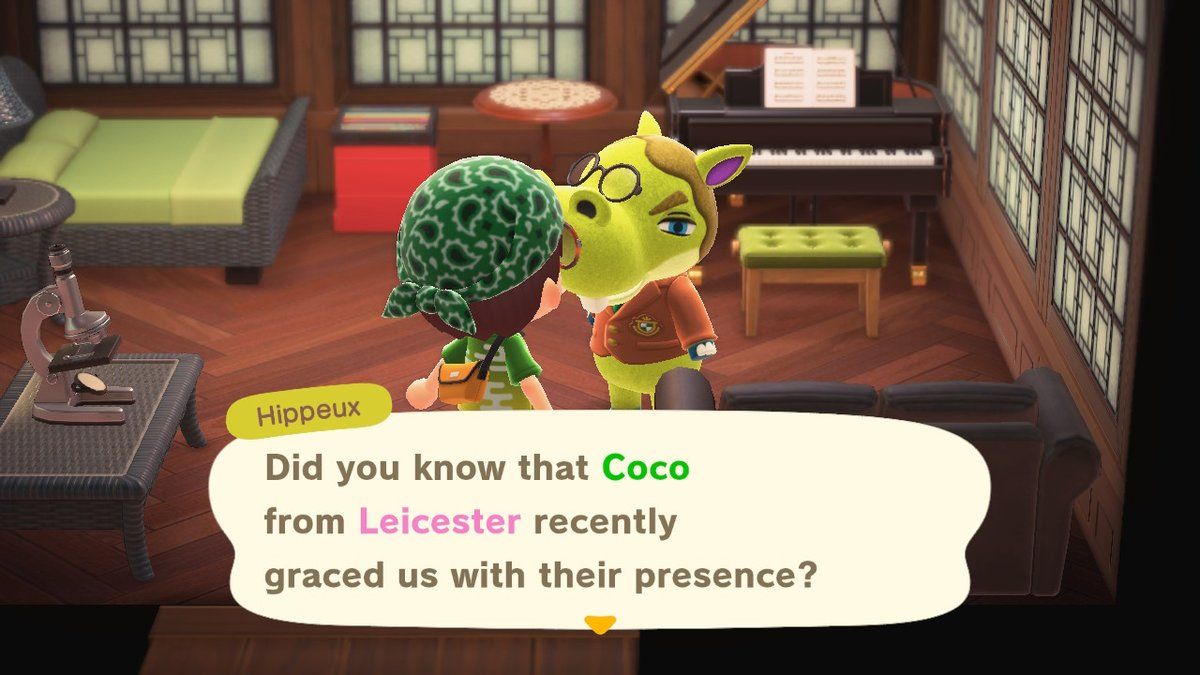 Hippeux
Did you know that Coco
from Leicester recently
graced us with their presence?